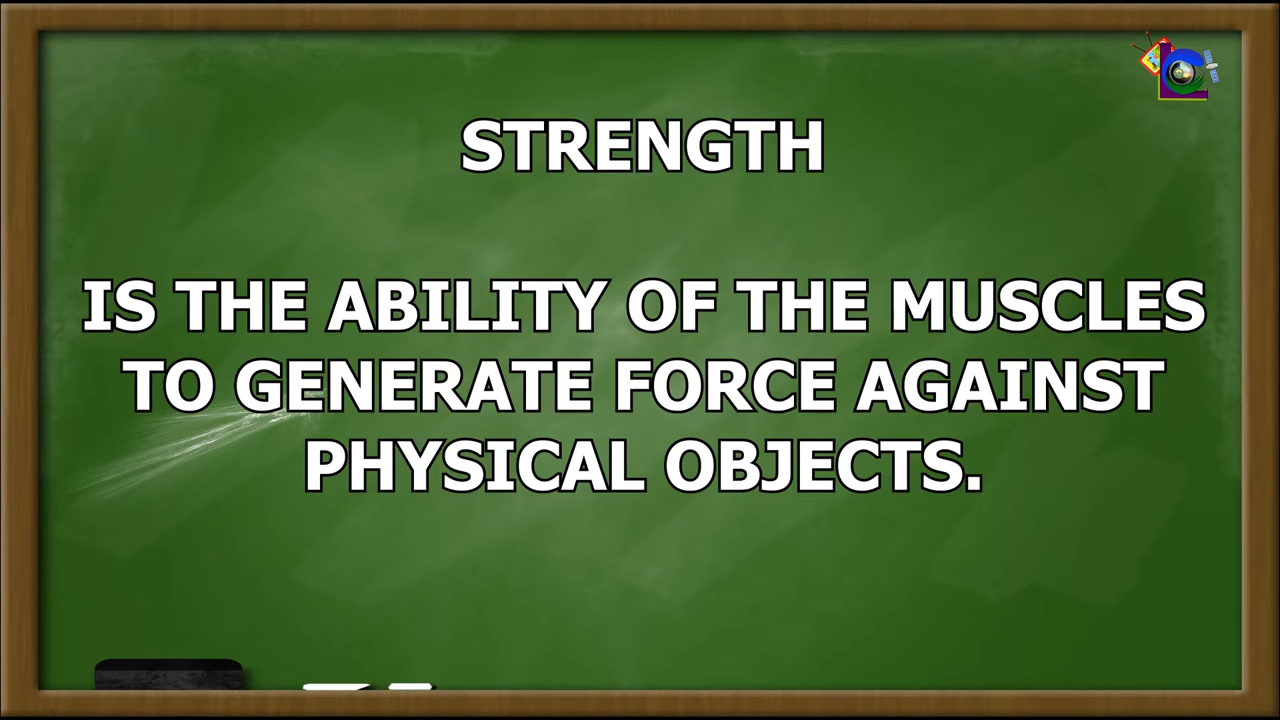 STRENGTH
IS THE ABILITY OF THE MUSCLES
TO GENERATE FORCE AGAINST
PHYSICAL OBJECTS.